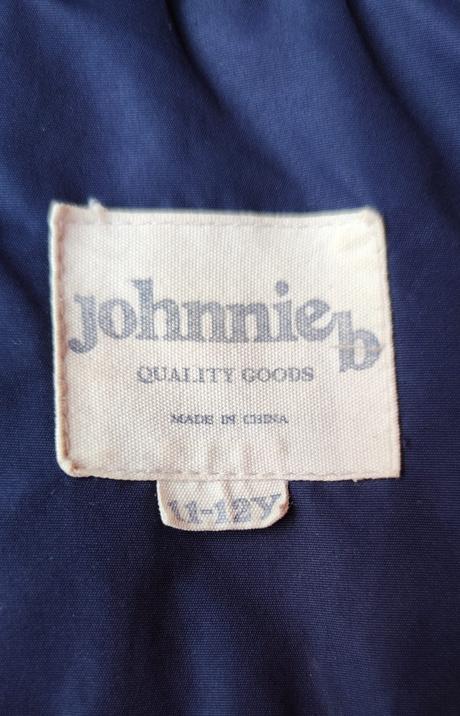 johnnie b
QUALITY GOODS
MADE IN CHINA
11-12Y